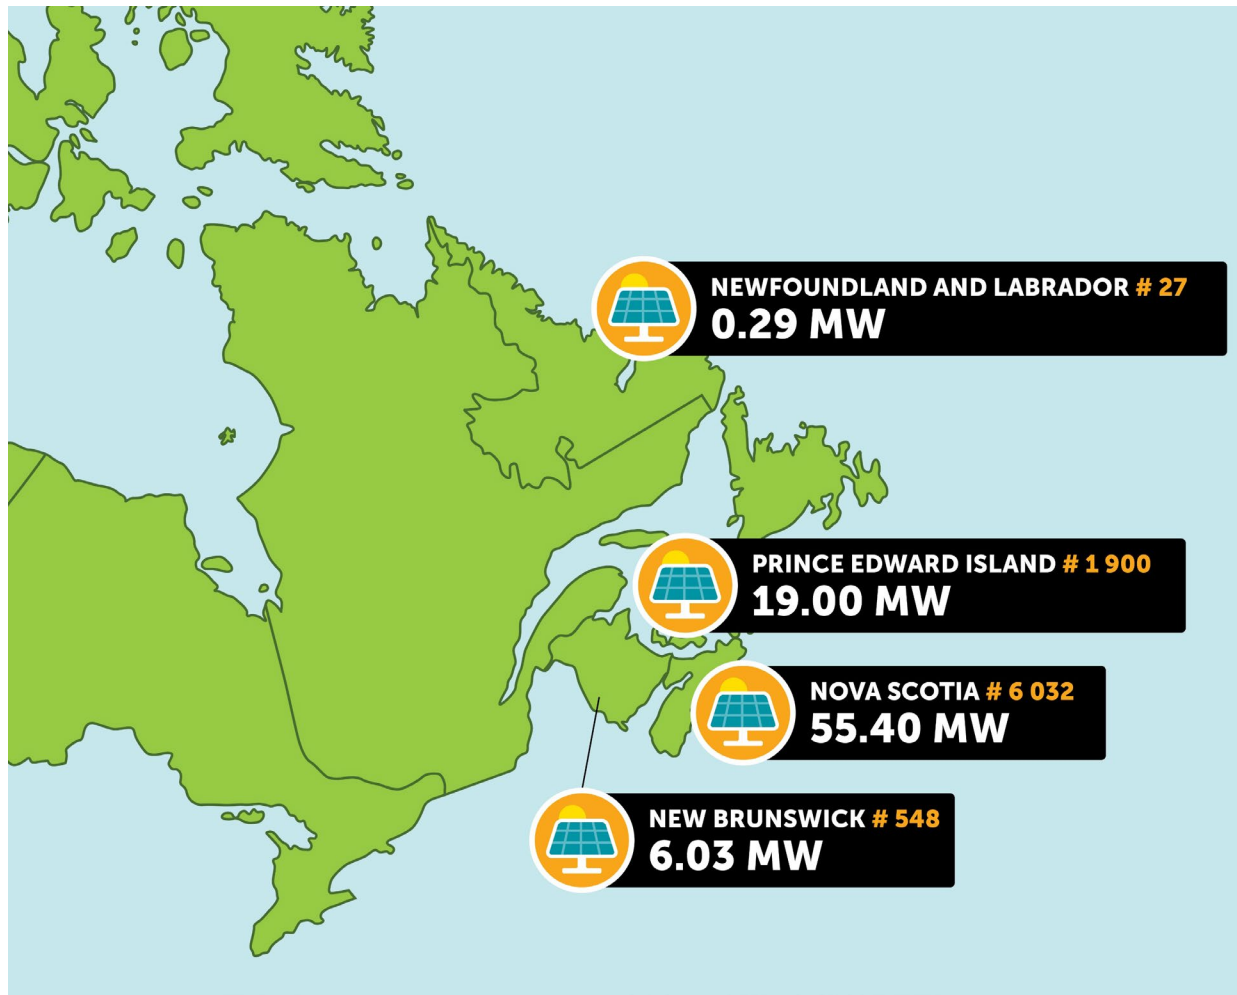 NEWFOUNDLAND AND LABRADOR # 27
0.29 MW
PRINCE EDWARD ISLAND # 1 900
19.00 MW
NOVA SCOTIA # 6 032
55.40 MW
NEW BRUNSWICK # 548
6.03 MW